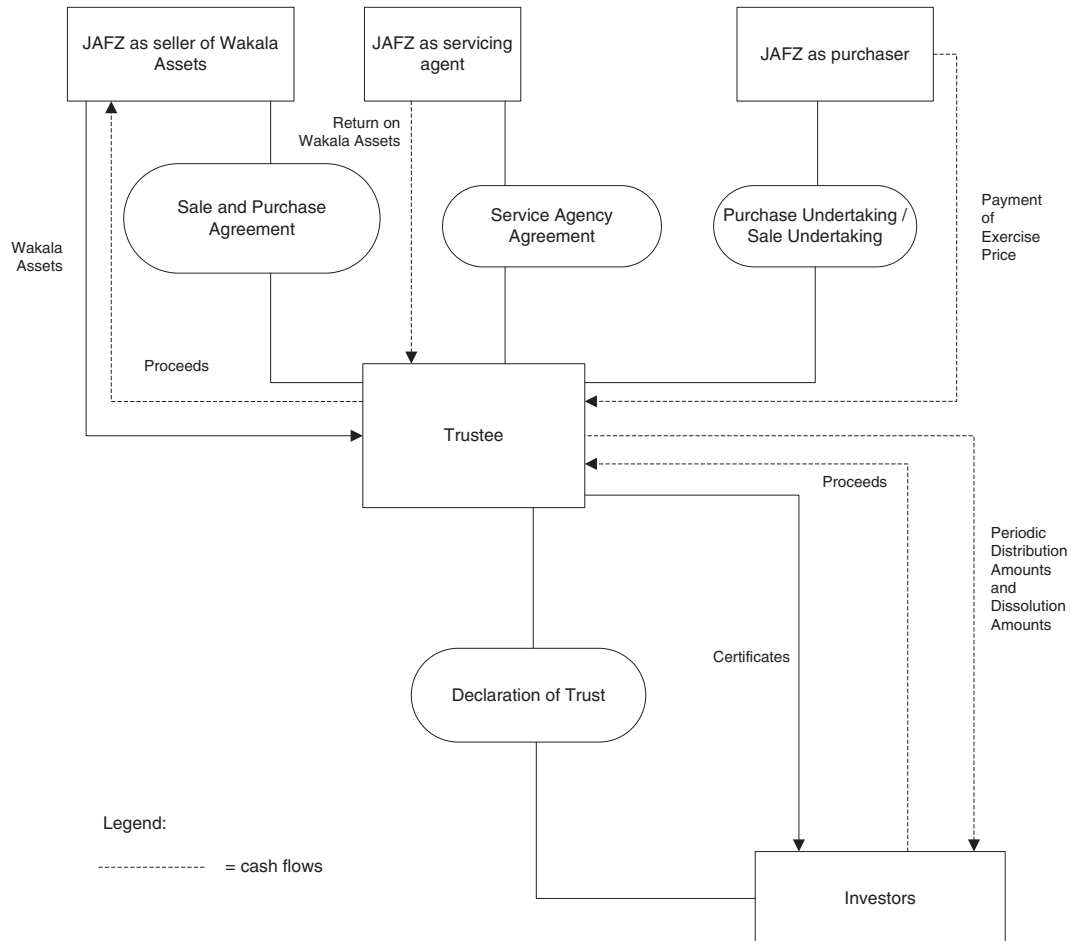 JAFZ as seller of Wakala
Assets
JAFZ as servicing
agent
JAFZ as purchaser
Return on
Wakala Assets
Sale and Purchase
Agreement
Service Agency
Agreement
Purchase Undertaking /
Sale Undertaking
Payment
of
Exercise
Price
Wakala
Assets
Proceeds
Trustee
Proceeds
Periodic
Distribution
Amounts
and
Dissolution
Amounts
Certificates
Declaration of Trust
Legend:
= cash flows
Investors